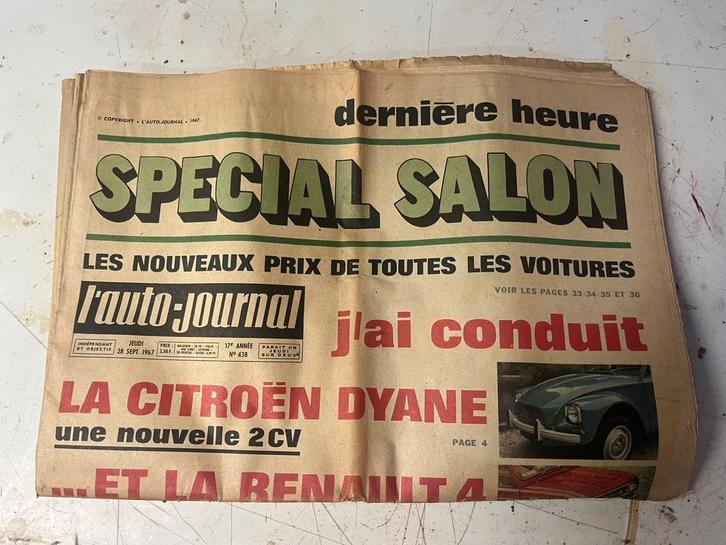 © COPYRIGHT • L'AUTO-JOURNAL • 1967.
dernière heure
SPECIAL SALON
LES NOUVEAUX PRIX DE TOUTES LES VOITURES
VOIR LES PAGES 33/34/35 ET 36
l'auto-journal
INDÉPENDANT ET OBJECTIF
JEUDI 28 SEPT. 1967
PRIX
17e ANNÉE N° 438
PARAIT UN JEUDI SUR DEUX
j'ai conduit
LA CITROËN DYANE
une nouvelle 2CV
PAGE 4
...ET LA RENAULT 4